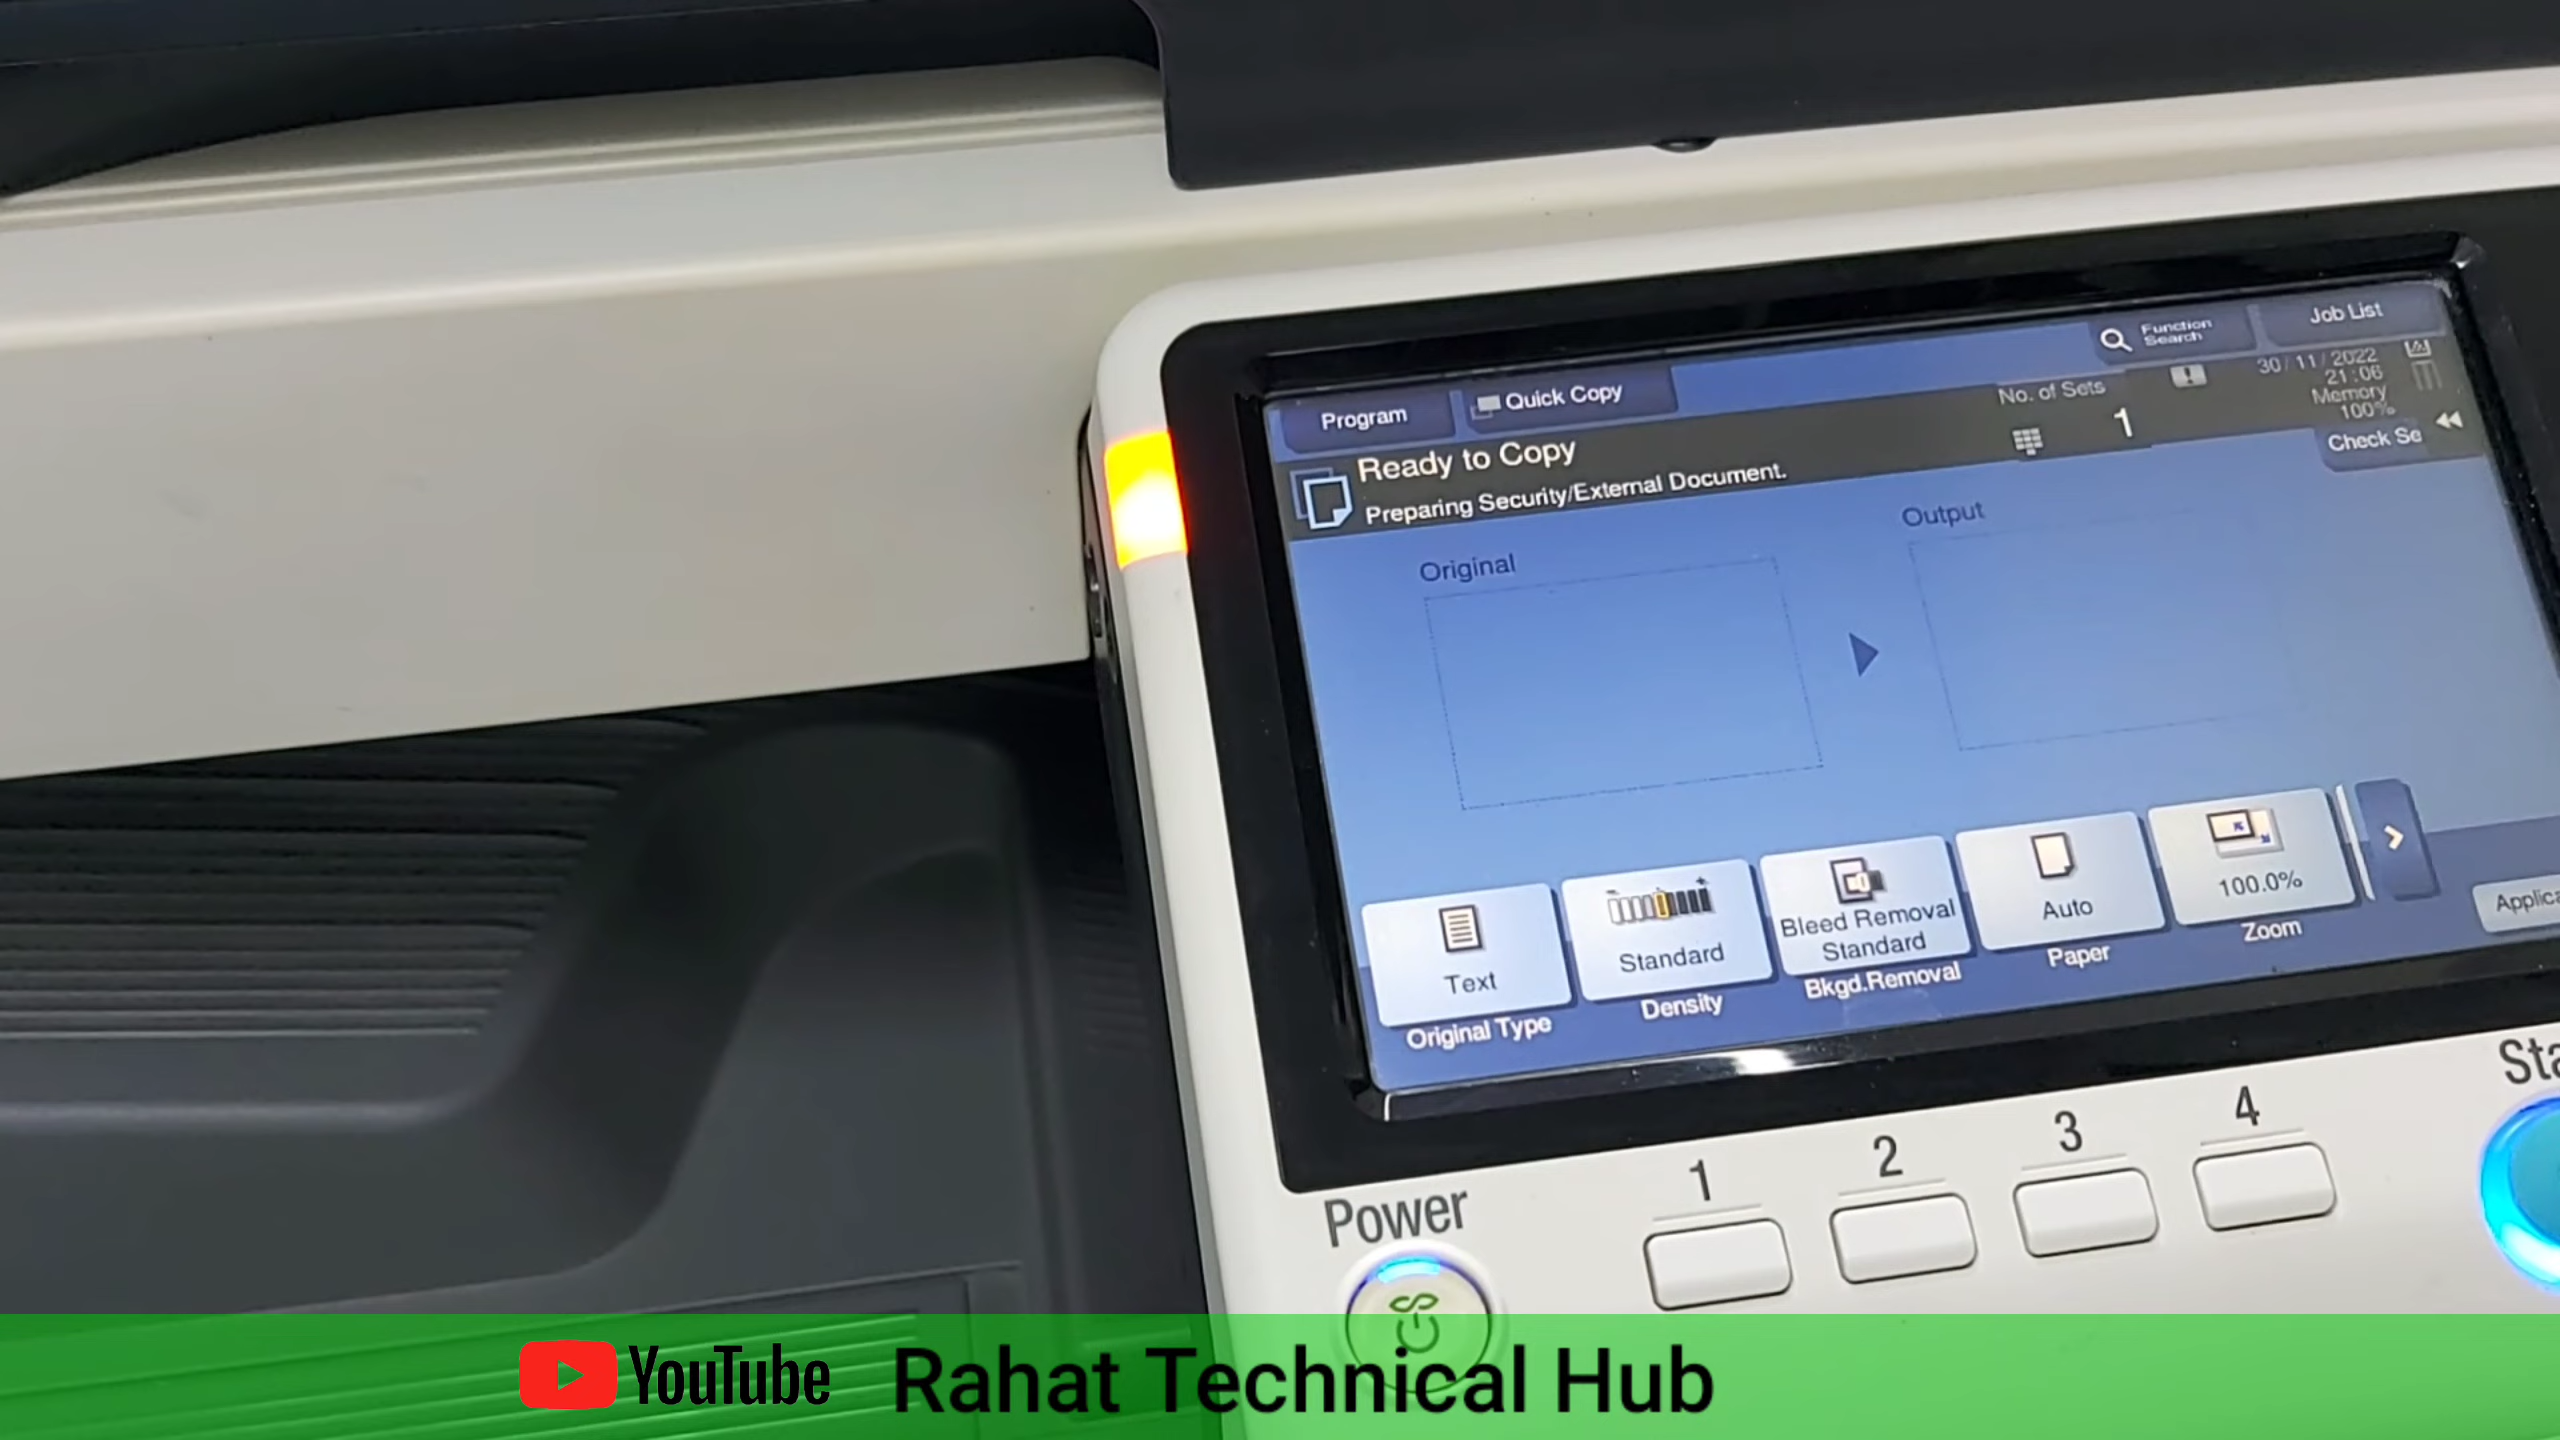 Function
Search
Job List
Program
Quick Copy
No. of Sets
1
30/11/2022
21:06
Memory
100%
Check Se
Ready to Copy
Preparing Security/External Document.
Original
Output
Text
Original Type
Standard
Density
Bleed Removal
Standard
Bkgd.Removal
Auto
Paper
100.0%
Zoom
Applica
Sta
Power
1
2
3
4
YouTube Rahat Technical Hub